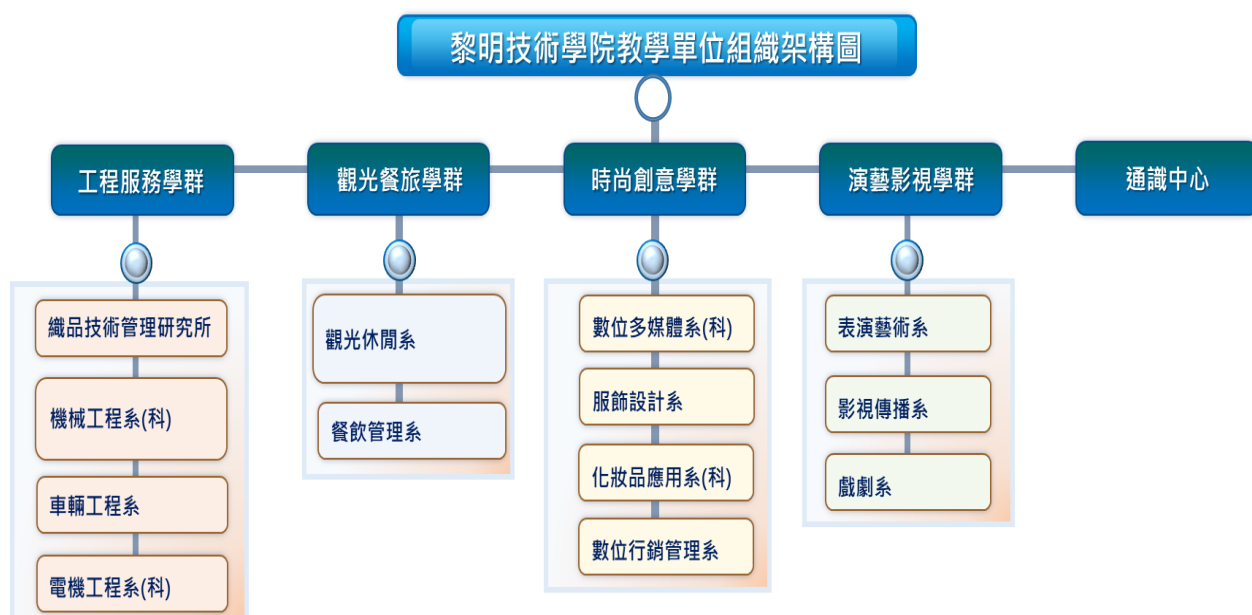 黎明技術學院教學單位組織架構圖
工程服務學群
觀光餐旅學群
時尚創意學群
演藝影視學群
通識中心
織品技術管理研究所
機械工程系(科)
車輛工程系
電機工程系(科)
觀光休閒系
餐飲管理系
數位多媒體系(科)
服飾設計系
化妝品應用系(科)
數位行銷管理系
表演藝術系
影視傳播系
戲劇系